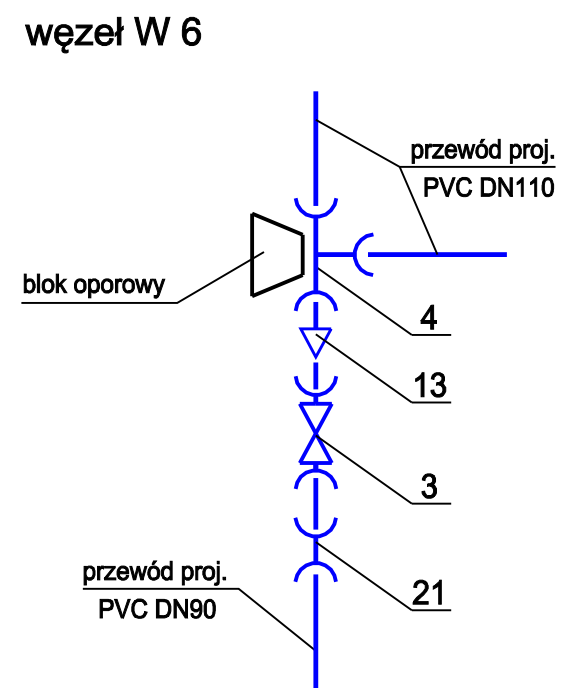 węzeł W 6
przewód proj.
PVC DN110
blok oporowy
4
13
3
21
przewód proj.
PVC DN90